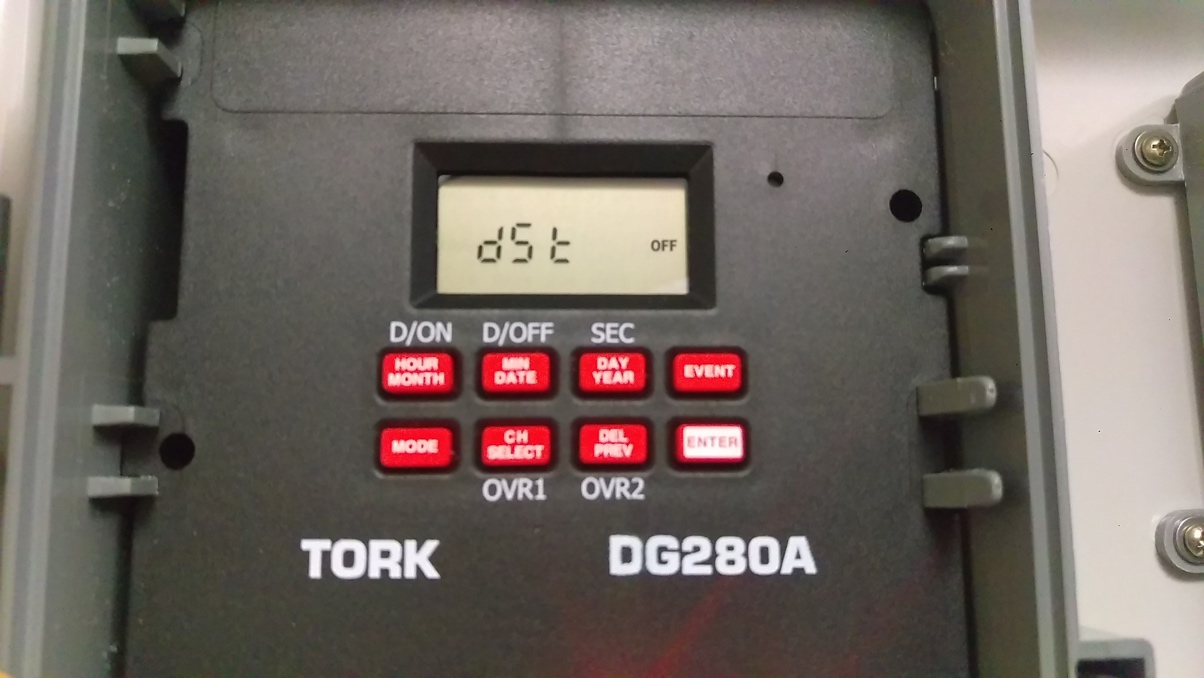 dSt OFF
D/ON D/OFF SEC
HOUR MONTH
MIN DATE
DAY YEAR
EVENT
MODE
CH SELECT
DEL PREV
ENTER
OVR1 OVR2
TORK DG280A